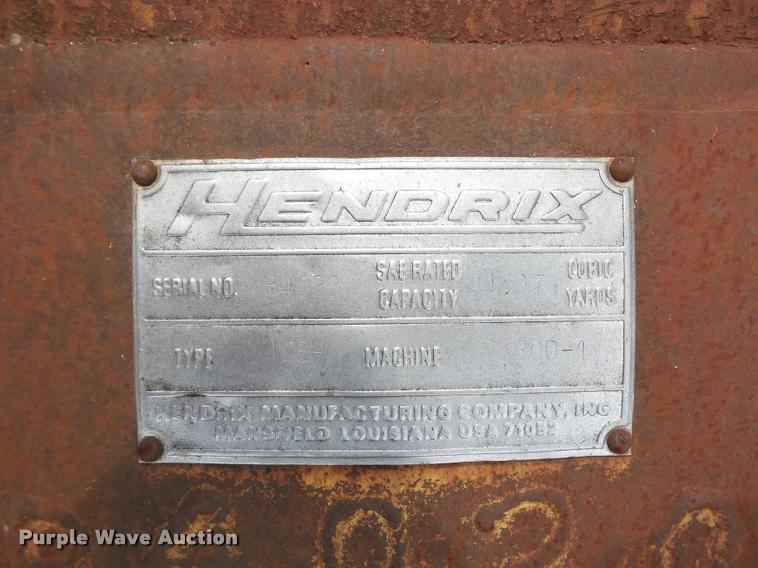 HENDRIX
SERIAL NO. SAE RATED CAPACITY CUBIC YARDS
TYPE MACHINE
HENDRIX MANUFACTURING COMPANY, INC
MANSFIELD LOUISIANA USA 71052
Purple Wave Auction